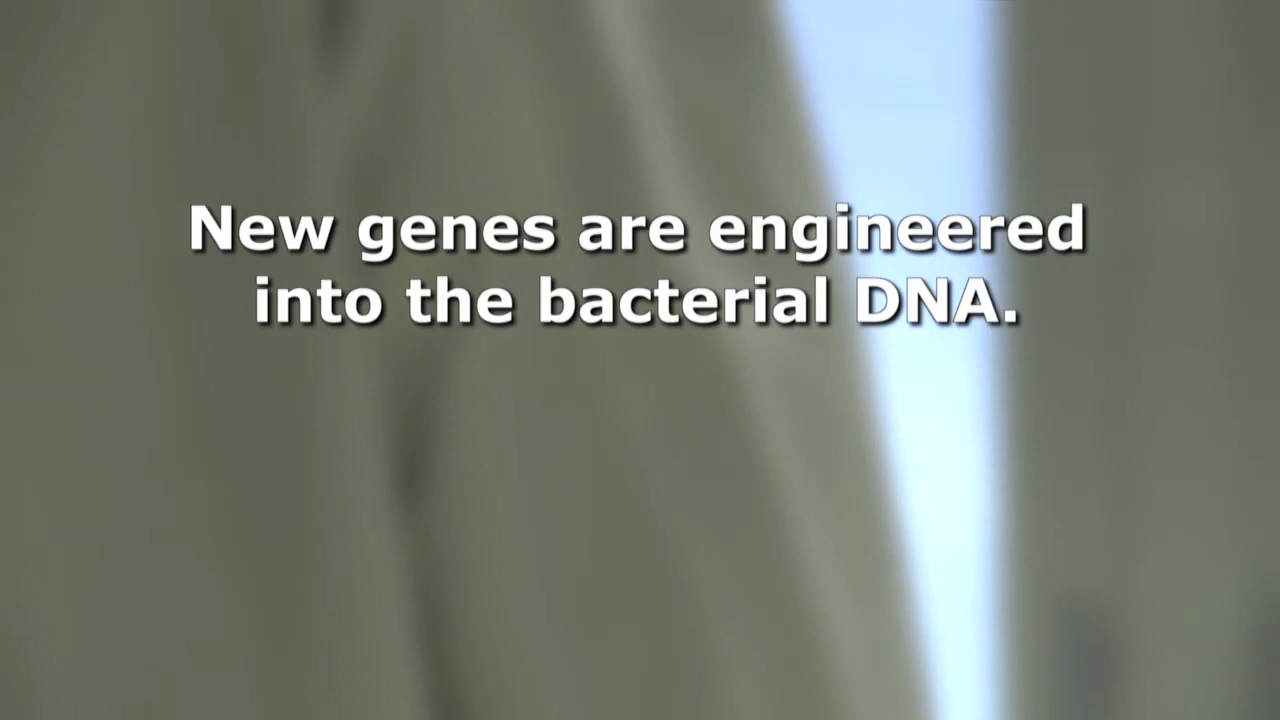 New genes are engineered
into the bacterial DNA.